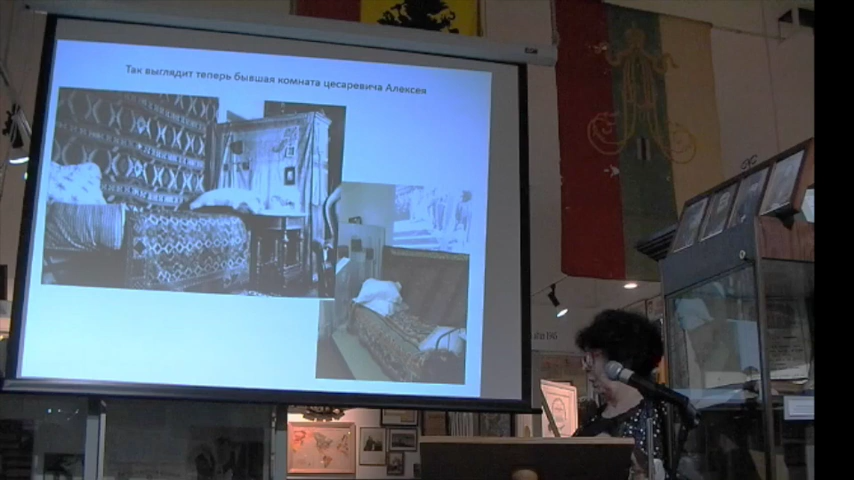 Так выглядит теперь бывшая комната цесаревича Алексея